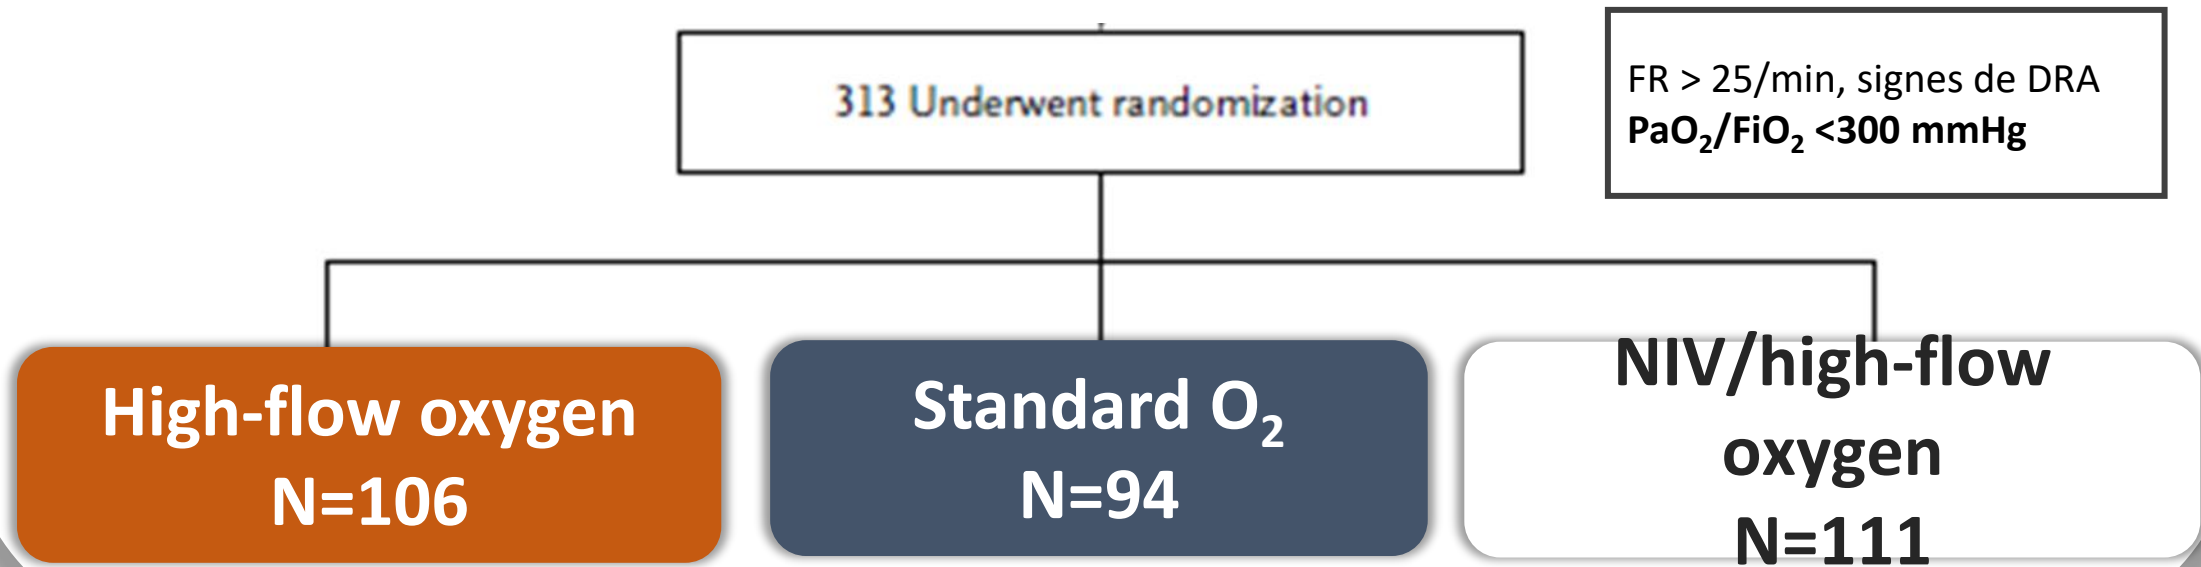 313 Underwent randomization
FR > 25/min, signes de DRA
PaO₂/FiO₂ <300 mmHg
High-flow oxygen
N=106
Standard O₂
N=94
NIV/high-flow
oxygen
N=111